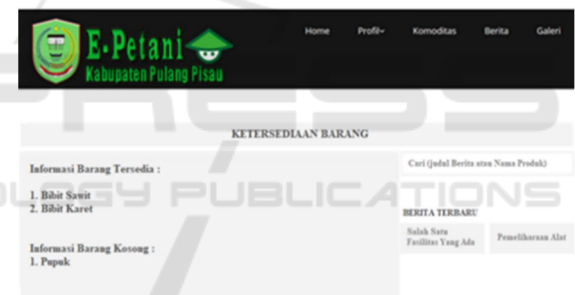 E-Petani
Kabupaten Pulang Pisau
Home Profil Komoditas Berita Galeri
KETERSEDIAAN BARANG
Informasi Barang Tersedia :
1. Bibit Sawit
2. Bibit Karet
Informasi Barang Kosong :
1. Pupuk
Cari (judul Berita atau Nama Produk)
BERITA TERBARU
Salah Satu
Fasilitas Yang Ada
Pemeliharaan Alat